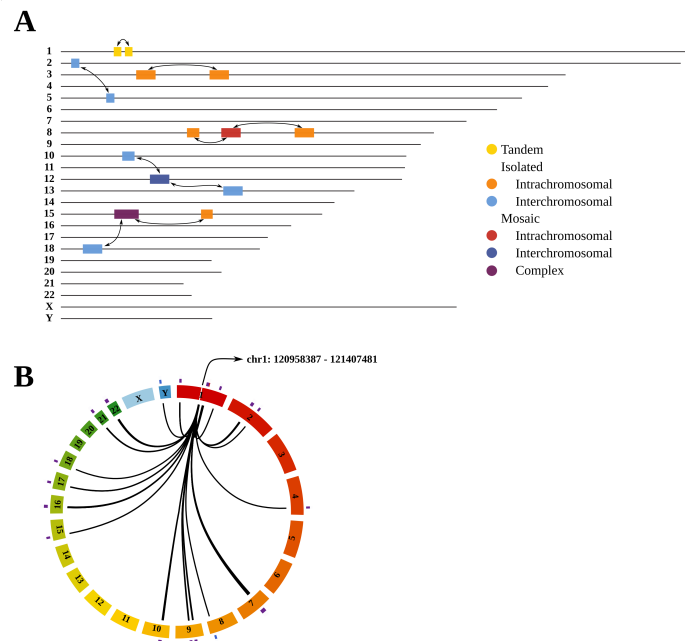 A
1
2
3
4
5
6
7
8
9
10
11
12
13
14
15
16
17
18
19
20
21
22
X
Y
Tandem
Isolated
Intrachromosomal
Interchromosomal
Mosaic
Intrachromosomal
Interchromosomal
Complex
B
chr1: 120958387 - 121407481
1
2
3
4
5
6
7
8
9
10
11
12
13
14
15
16
17
18
19
20
21
22
X
Y